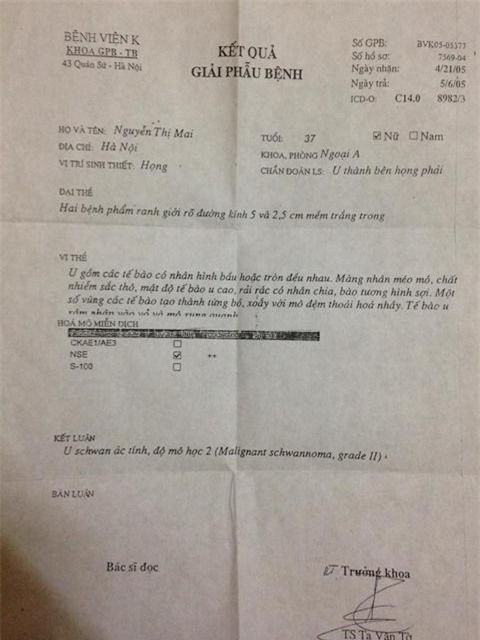 BỆNH VIỆN K
KHOA GPB - TB
43 Quán Sứ - Hà Nội
KẾT QUẢ
GIẢI PHẪU BỆNH
Số GPB: BVK05-05377
Số hồ sơ: 7569-04
Ngày nhận: 4/21/05
Ngày trả: 5/6/05
ICD-O: C14.0 8982/3
HỌ VÀ TÊN: Nguyễn Thị Mai
TUỔI: 37 Nữ Nam
ĐỊA CHỈ: Hà Nội
KHOA, PHÒNG Ngoại A
VỊ TRÍ SINH THIẾT: Họng
CHẨN ĐOÁN LS: U thành bên họng phải
ĐẠI THỂ
Hai bệnh phẩm ranh giới rõ đường kính 5 và 2,5 cm mềm trắng trong
VI THỂ
U gồm các tế bào có nhân hình bầu hoặc tròn đều nhau. Màng nhân méo mó, chất
nhiễm sắc thô, mật độ tế bào u cao, rải rác có nhân chia, bào tương hình sợi. Một
số vùng các tế bào tạo thành từng bó, xoáy với mô đệm thoái hoá nhầy. Tế bào u
xâm nhập vào vỏ và mô xung quanh
HOÁ MÔ MIỄN DỊCH
CKAE1/AE3
NSE **
S-100
KẾT LUẬN
U schwan ác tính, độ mô học 2 (Malignant schwannoma, grade II)
BÀN LUẬN
Bác sĩ đọc
KT Trưởng khoa
TS Tạ Văn Tờ